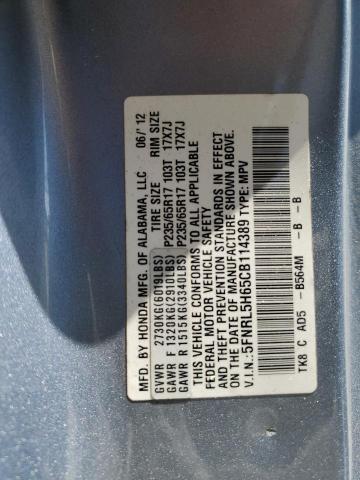 MFD. BY HONDA MFG. OF ALABAMA, LLC 06/'12
TIRE SIZE RIM SIZE
GVWR 2730KG(6019LBS)
GAWR F 1320KG(2910LBS) P235/65R17 103T 17X7J
GAWR R 1515KG(3340LBS) P235/65R17 103T 17X7J
THIS VEHICLE CONFORMS TO ALL APPLICABLE
FEDERAL MOTOR VEHICLE SAFETY
AND THEFT PREVENTION STANDARDS IN EFFECT
ON THE DATE OF MANUFACTURE SHOWN ABOVE.
V.I.N.:5FNRL5H65CB114389 TYPE: MPV
TK8 C AD5 -B564M -B -B